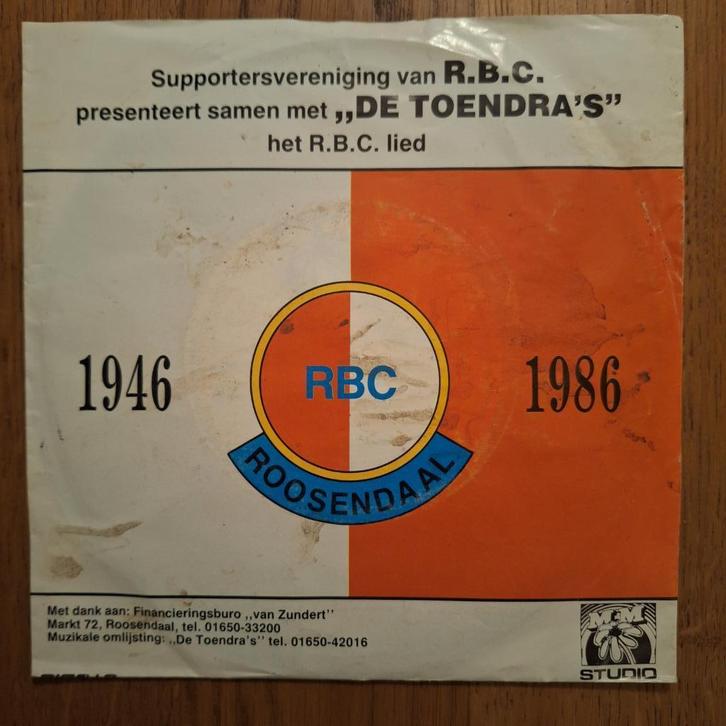 Supportersvereniging van R.B.C.
presenteert samen met ,,DE TOENDRA'S"
het R.B.C. lied
1946
RBC
1986
ROOSENDAAL
Met dank aan: Financieringsburo ,,van Zundert"
Markt 72, Roosendaal, tel. 01650-33200
Muzikale omlijsting: ,,De Toendra's" tel. 01650-42016
STUDIO